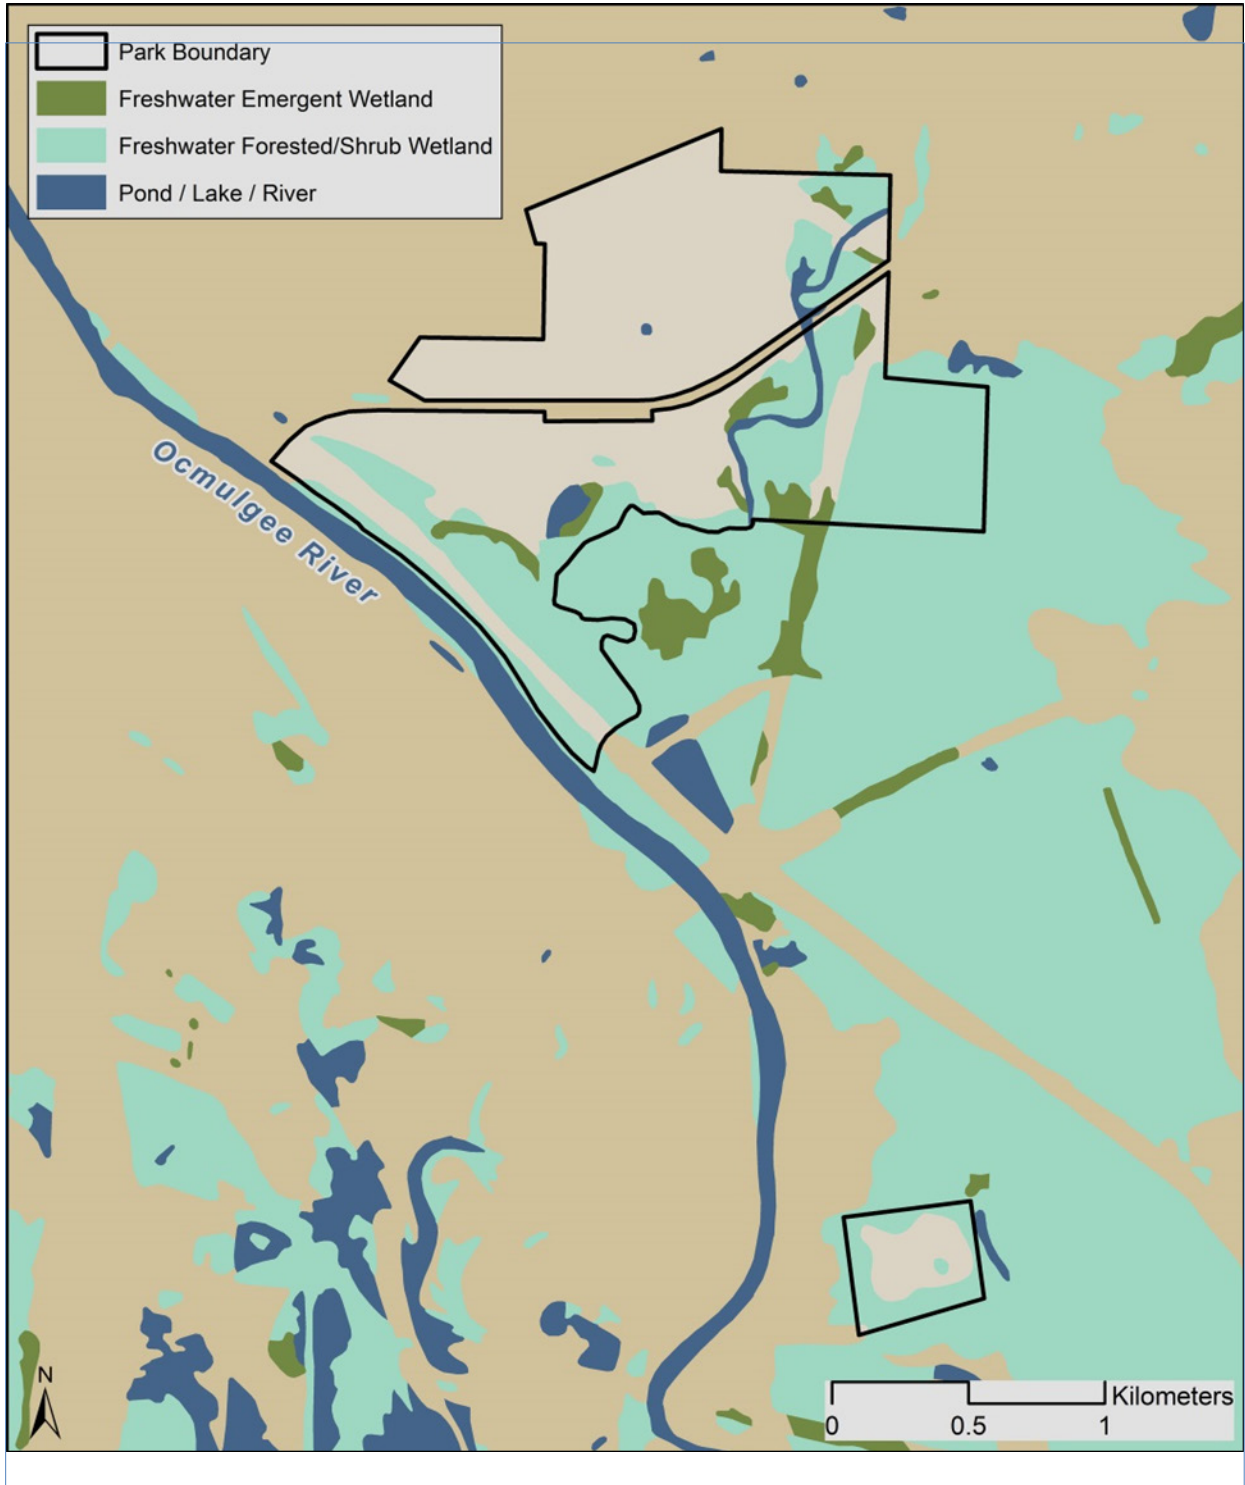 Park Boundary
Freshwater Emergent Wetland
Freshwater Forested/Shrub Wetland
Pond / Lake / River
Ocmulgee River
N
Kilometers
0 0.5 1